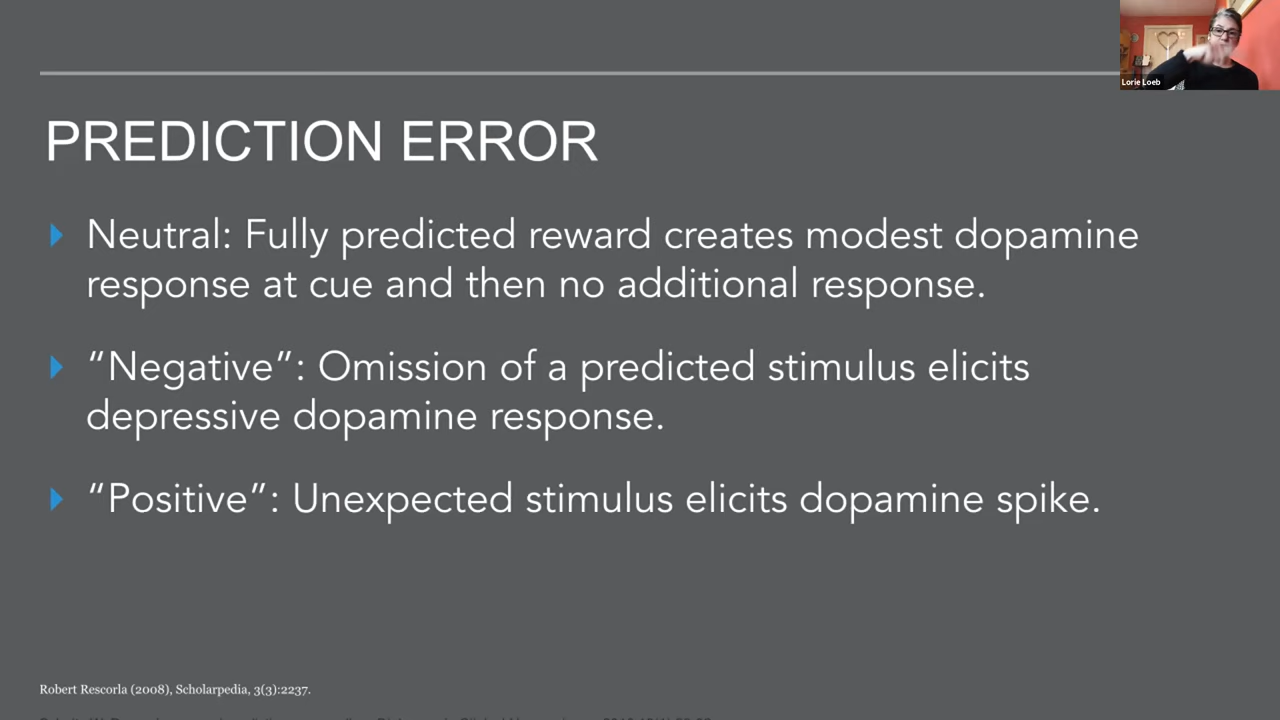 Lorie Loeb
PREDICTION ERROR
Neutral: Fully predicted reward creates modest dopamine
response at cue and then no additional response.
“Negative”: Omission of a predicted stimulus elicits
depressive dopamine response.
“Positive”: Unexpected stimulus elicits dopamine spike.
Robert Rescorla (2008), Scholarpedia, 3(3):2237.